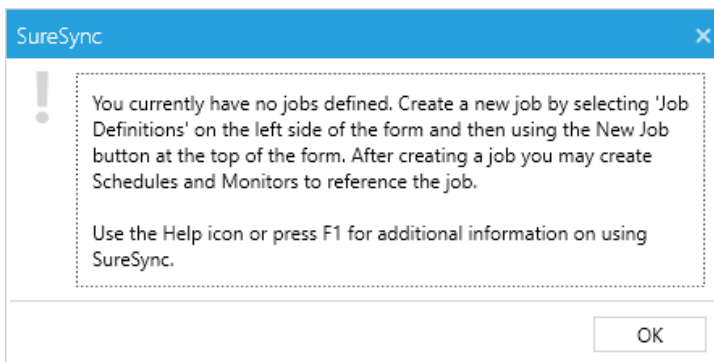 SureSync
You currently have no jobs defined. Create a new job by selecting 'Job
Definitions' on the left side of the form and then using the New Job
button at the top of the form. After creating a job you may create
Schedules and Monitors to reference the job.
Use the Help icon or press F1 for additional information on using
SureSync.
OK